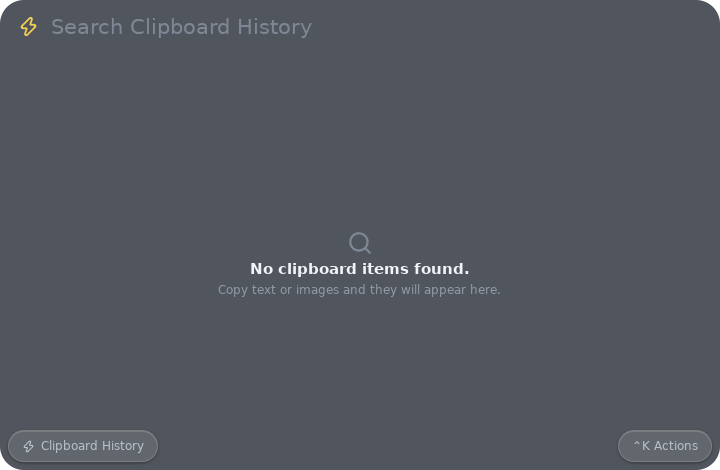 Search Clipboard History
No clipboard items found.
Copy text or images and they will appear here.
Clipboard History
^K Actions